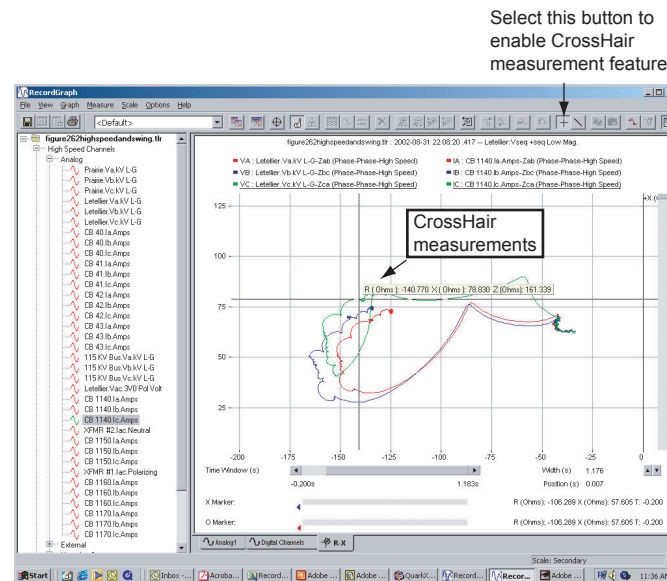 Select this button to
enable CrossHair
measurement feature
RecordGraph
File View Graph Measure Scale Options Help
<Default>
figure262highspeedandswing.tlr
High Speed Channels
Analog
Prairie.Va.kV L-G
Prairie.Vb.kV L-G
Prairie.Vc.kV L-G
Letellier.Va.kV L-G
Letellier.Vb.kV L-G
Letellier.Vc.kV L-G
CB 40.Ia.Amps
CB 40.Ib.Amps
CB 40.Ic.Amps
CB 41.Ia.Amps
CB 41.Ib.Amps
CB 41.Ic.Amps
CB 42.Ia.Amps
CB 42.Ib.Amps
CB 42.Ic.Amps
CB 43.Ia.Amps
CB 43.Ib.Amps
CB 43.Ic.Amps
115 KV Bus.Va.kV L-G
115 KV Bus.Vb.kV L-G
115 KV Bus.Vc.kV L-G
Letellier.Vac.3V0 Pol Volt
CB 1140.Ia.Amps
CB 1140.Ib.Amps
CB 1140.Ic.Amps
XFMR #2.Iac.Neutral
CB 1150.Ia.Amps
CB 1150.Ib.Amps
CB 1150.Ic.Amps
XFMR #1.Iac.Polarizing
CB 1160.Ia.Amps
CB 1160.Ib.Amps
CB 1160.Ic.Amps
CB 1170.Ia.Amps
CB 1170.Ib.Amps
CB 1170.Ic.Amps
External
figure262highspeedandswing.tlr : 2002-08-31 22:08:20 .417 -- Letellier:Vseq +seq Low Mag.
VA : Letellier.Va.kV L-G-Zab (Phase-Phase-High Speed)
IA : CB 1140.Ia.Amps-Zab (Phase-Phase-High Speed)
VB : Letellier.Vb.kV L-G-Zbc (Phase-Phase-High Speed)
IB : CB 1140.Ib.Amps-Zbc (Phase-Phase-High Speed)
VC : Letellier.Vc.kV L-G-Zca (Phase-Phase-High Speed)
IC : CB 1140.Ic.Amps-Zca (Phase-Phase-High Speed)
+X
125
CrossHair
measurements
100
R ( Ohms ): -140.770 X ( Ohms ): 78.830 Z (Ohms): 161.339
75
50
25
-200 -175 -150 -125 -100 -75 -50 -25 0
Time Window (s)
Width (s) 1.176
-0.200s 1.183s
Position (s) 0.007
X Marker:
R (Ohms): -106.289 X (Ohms): 57.605 T: -0.200
O Marker:
R (Ohms): -106.289 X (Ohms): 57.605 T: -0.200
Analog1 Digital Channels R-X
Scale: Secondary
Start Inbox -... Acroba... Record... Adobe ... Adobe ... QuarkX... Record... Recor... Adobe ...